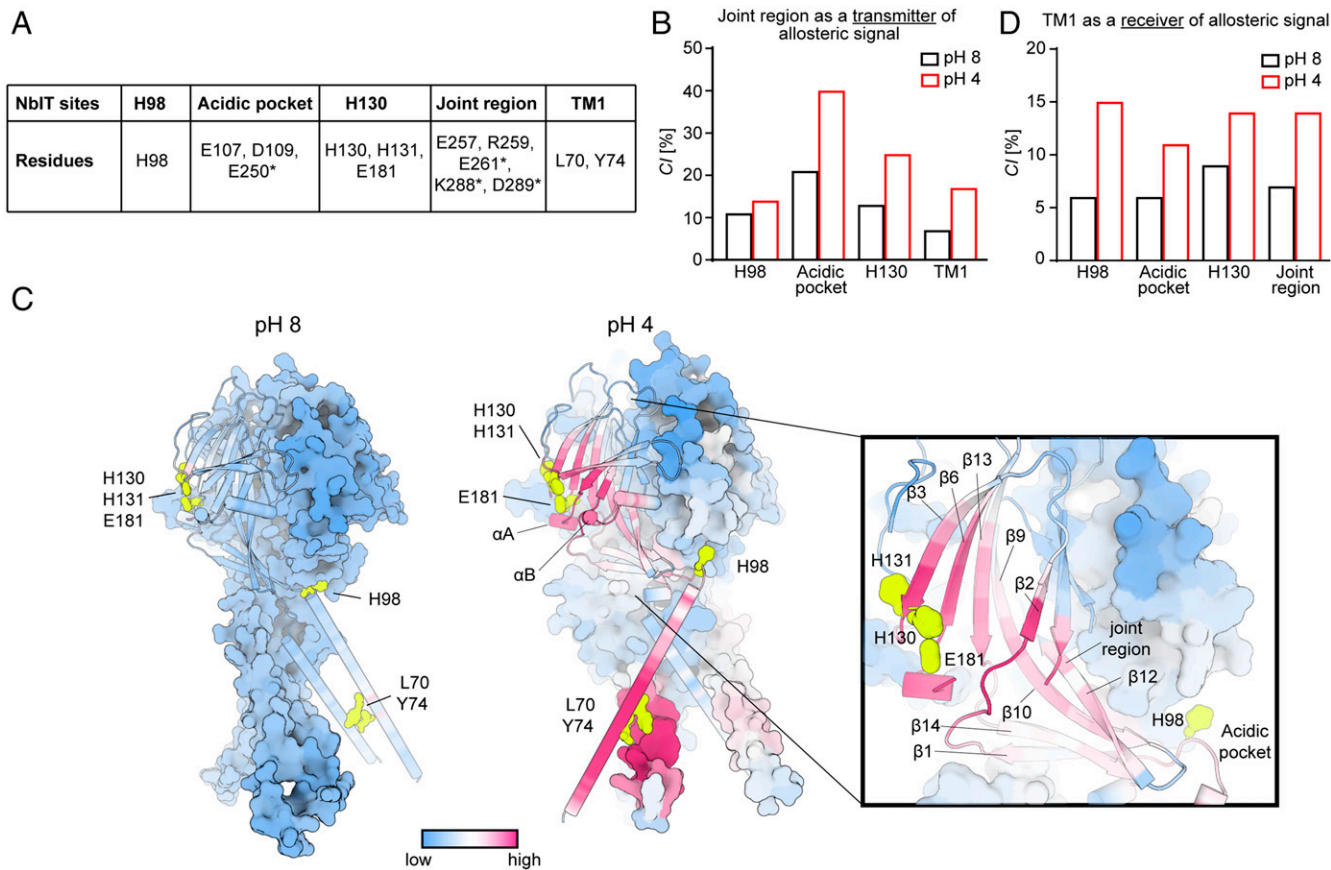 A
NbIT sites H98 Acidic pocket H130 Joint region TM1
Residues H98 E107, D109, E250* H130, H131, E181 E257, R259, E261*, K288*, D289* L70, Y74
B
Joint region as a transmitter of
allosteric signal
pH 8
pH 4
CI [%]
50
40
30
20
10
0
H98 Acidic pocket H130 TM1
D
TM1 as a receiver of allosteric signal
pH 8
pH 4
CI [%]
20
15
10
5
0
H98 Acidic pocket H130 Joint region
C
pH 8
H130
H131
E181
H98
L70
Y74
pH 4
H130
H131
E181
αA
αB
H98
L70
Y74
low high
β13
β6
β3
β9
H131
β2
H130
E181
joint
region
β12
β10
H98
β14
Acidic
pocket
β1